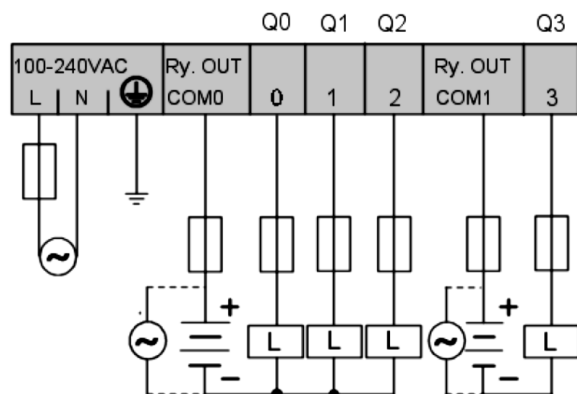 Q0 Q1 Q2 Q3
100-240VAC Ry. OUT Ry. OUT
L N COM0 0 1 2 COM1 3
+ +
~ ~ L L L ~ L
− −